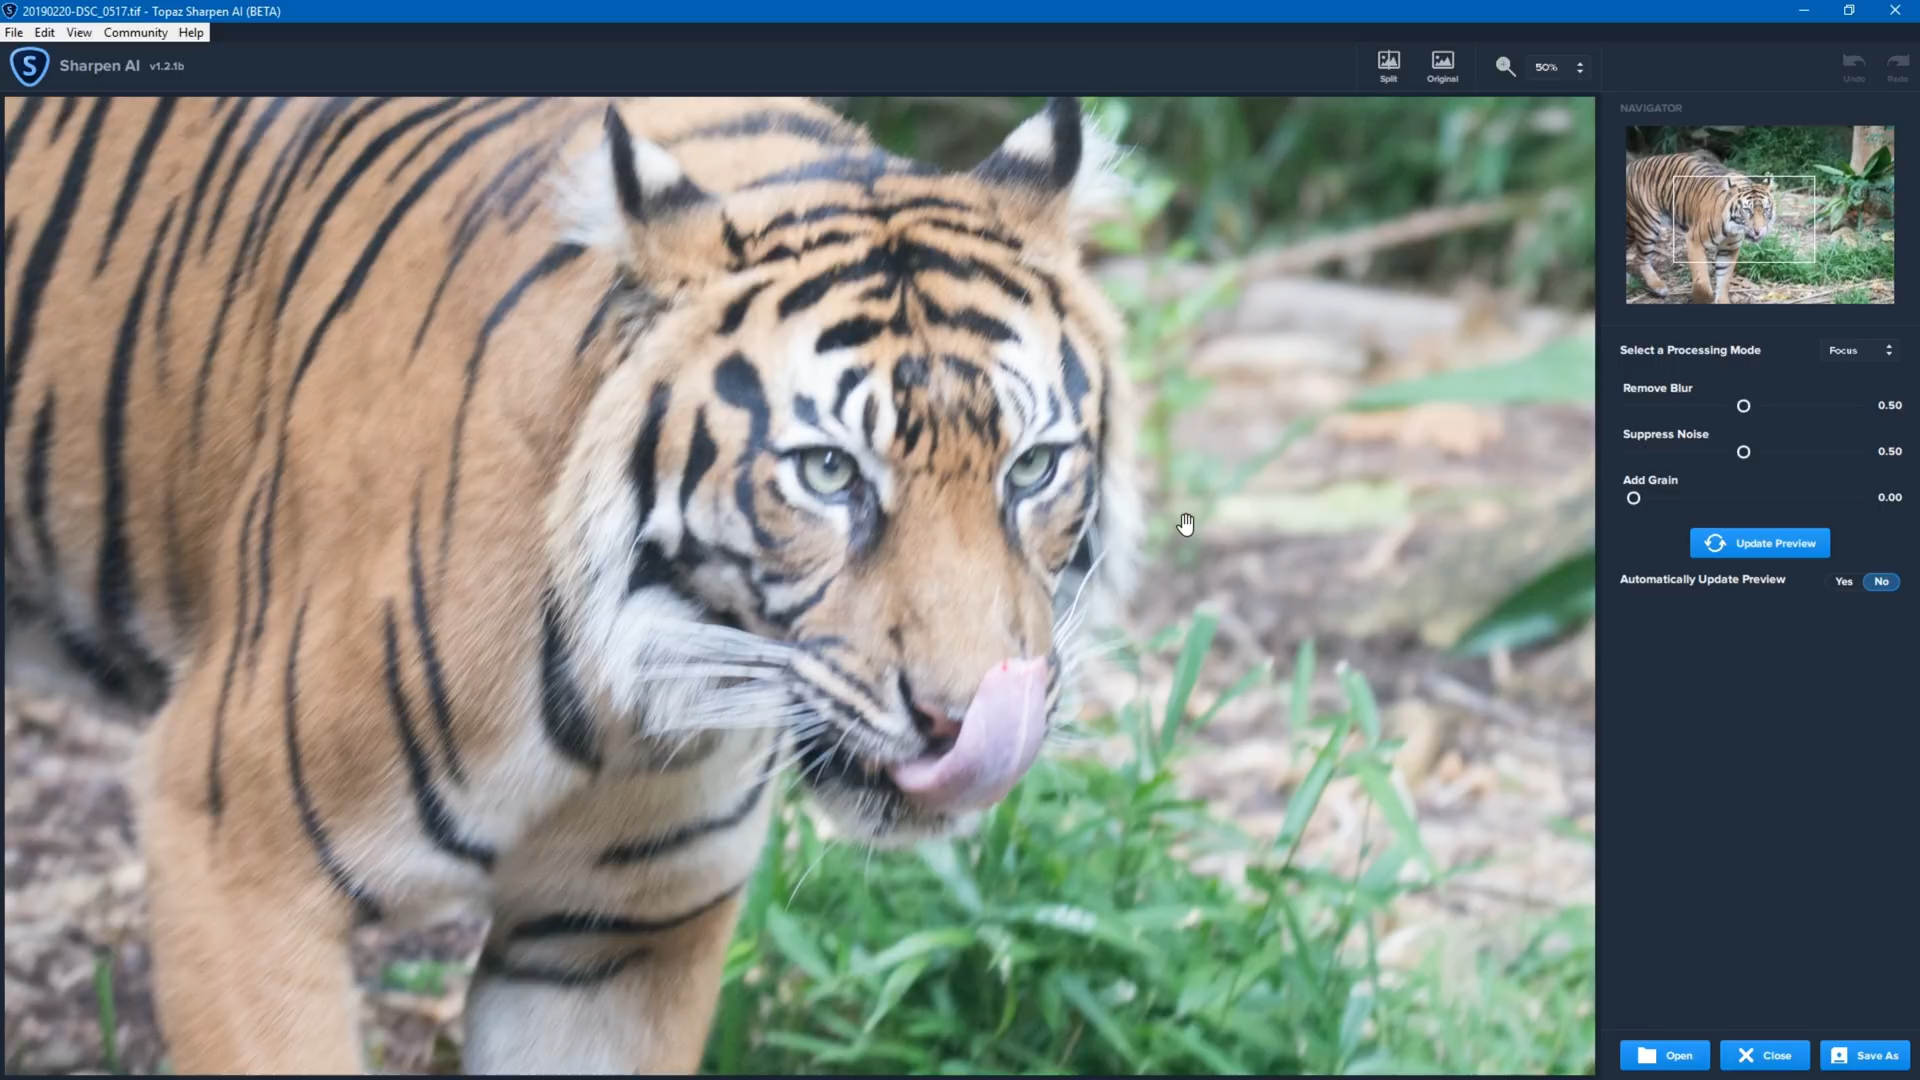 20190220-DSC_0517.tif - Topaz Sharpen AI (BETA)
File Edit View Community Help
S Sharpen AI v1.2.1b
Split Original 50% Undo Redo
NAVIGATOR
Select a Processing Mode Focus
Remove Blur
0.50
Suppress Noise
0.50
Add Grain
0.00
Update Preview
Automatically Update Preview Yes No
Open Close Save As